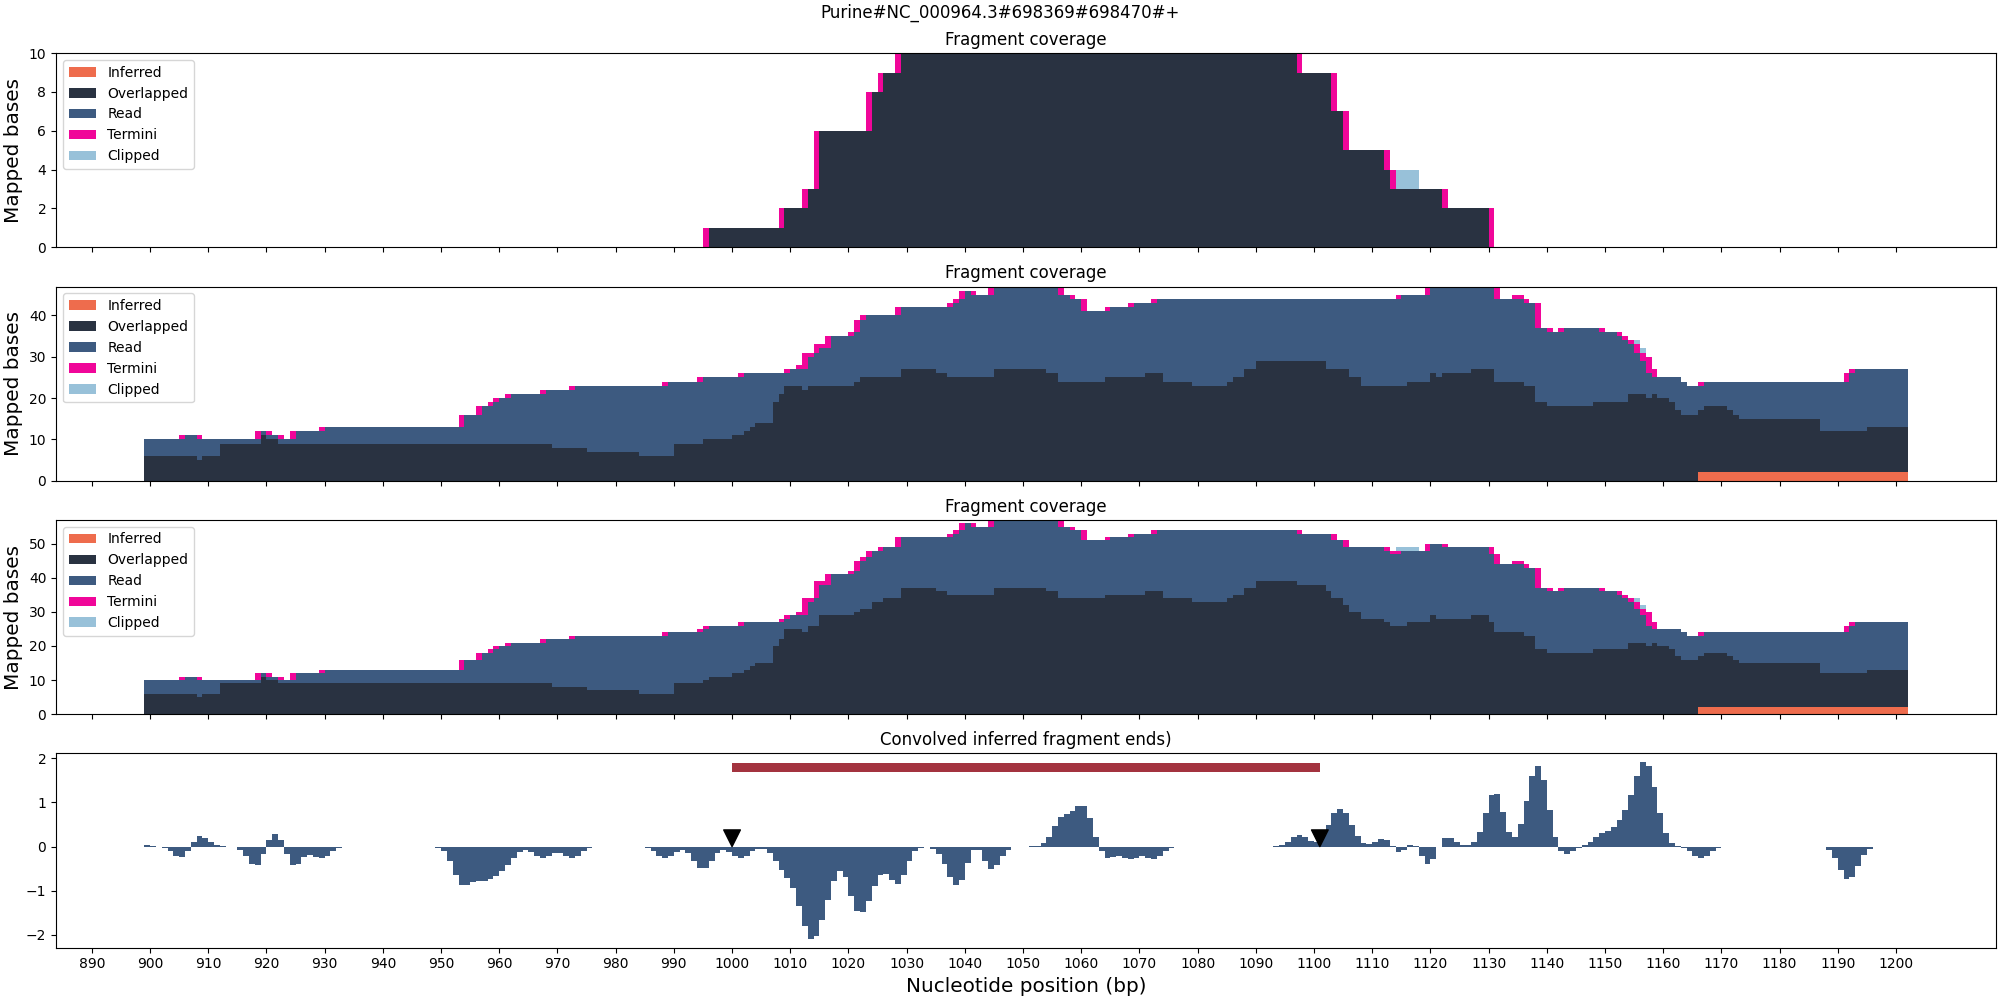 Purine#NC_000964.3#698369#698470#+
Fragment coverage
Mapped bases
10
8
6
4
2
0
Inferred
Overlapped
Read
Termini
Clipped
Fragment coverage
Mapped bases
40
30
20
10
0
Inferred
Overlapped
Read
Termini
Clipped
Fragment coverage
Mapped bases
50
40
30
20
10
0
Inferred
Overlapped
Read
Termini
Clipped
Convolved inferred fragment ends)
2
1
0
−1
−2
890 900 910 920 930 940 950 960 970 980 990 1000 1010 1020 1030 1040 1050 1060 1070 1080 1090 1100 1110 1120 1130 1140 1150 1160 1170 1180 1190 1200
Nucleotide position (bp)